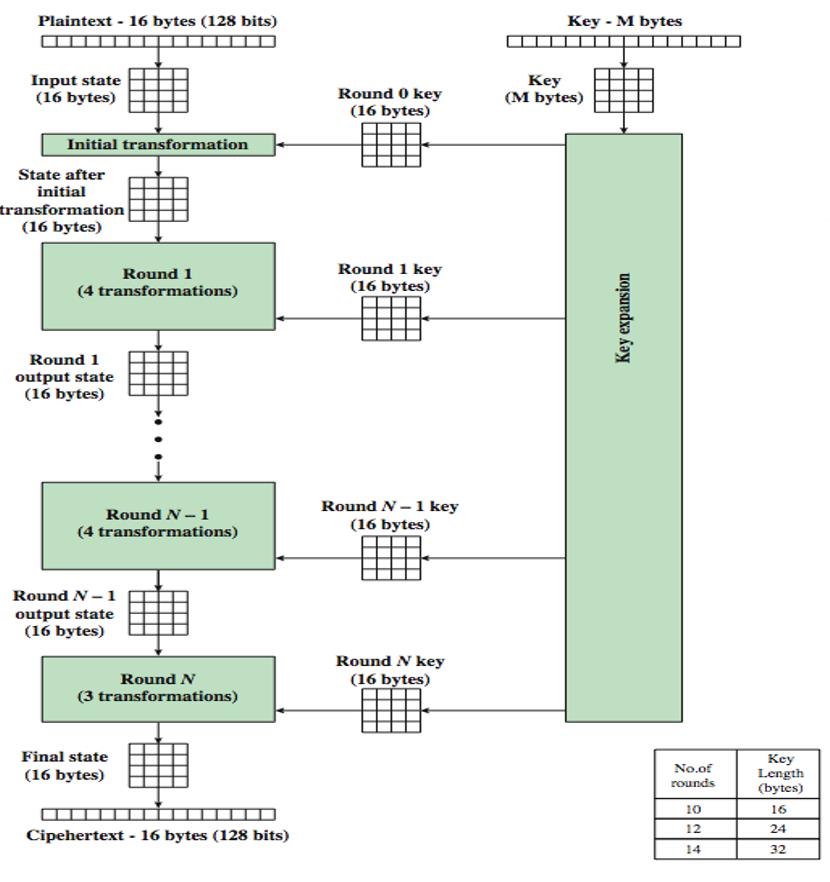 Plaintext - 16 bytes (128 bits)
Key - M bytes
Input state
(16 bytes)
Round 0 key
(16 bytes)
Key
(M bytes)
Initial transformation
State after
initial
transformation
(16 bytes)
Round 1
(4 transformations)
Round 1 key
(16 bytes)
Key expansion
Round 1
output state
(16 bytes)
Round N – 1
(4 transformations)
Round N – 1 key
(16 bytes)
Round N – 1
output state
(16 bytes)
Round N
(3 transformations)
Round N key
(16 bytes)
Final state
(16 bytes)
No.of
rounds
Key
Length
(bytes)
10 16
12 24
14 32
Cipehertext - 16 bytes (128 bits)